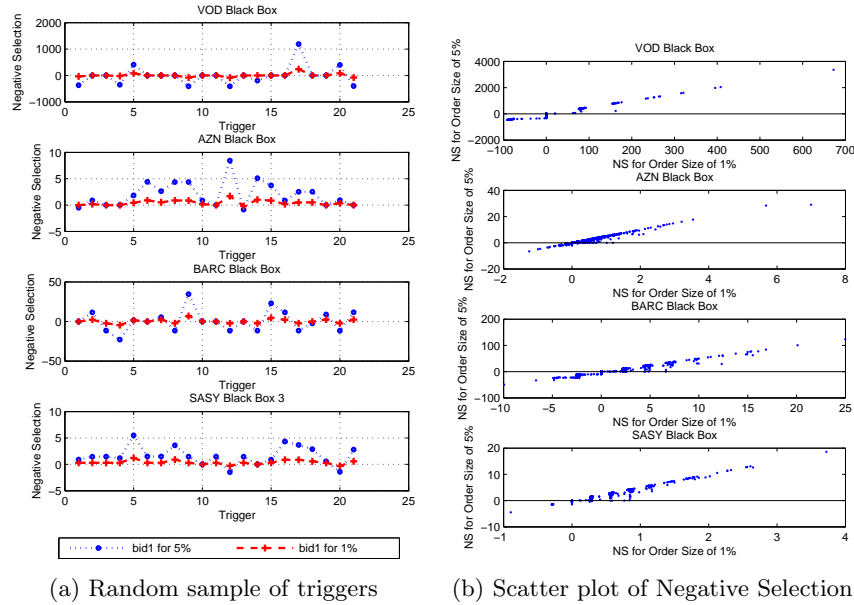 VOD Black Box
Negative Selection
2000
1000
0
−1000
0 5 10 15 20 25
Trigger
AZN Black Box
Negative Selection
10
5
0
−5
0 5 10 15 20 25
Trigger
BARC Black Box
Negative Selection
50
0
−50
0 5 10 15 20 25
Trigger
SASY Black Box 3
Negative Selection
10
5
0
−5
0 5 10 15 20 25
Trigger
bid1 for 5% bid1 for 1%
(a) Random sample of triggers
VOD Black Box
NS for Order Size of 5%
4000
2000
0
−2000
−100 0 100 200 300 400 500 600 700
NS for Order Size of 1%
AZN Black Box
NS for Order Size of 5%
40
20
0
−20
−2 0 2 4 6 8
NS for Order Size of 1%
BARC Black Box
NS for Order Size of 5%
200
100
0
−100
−10 −5 0 5 10 15 20 25
NS for Order Size of 1%
SASY Black Box
NS for Order Size of 5%
20
10
0
−10
−1 0 1 2 3 4
NS for Order Size of 1%
(b) Scatter plot of Negative Selection